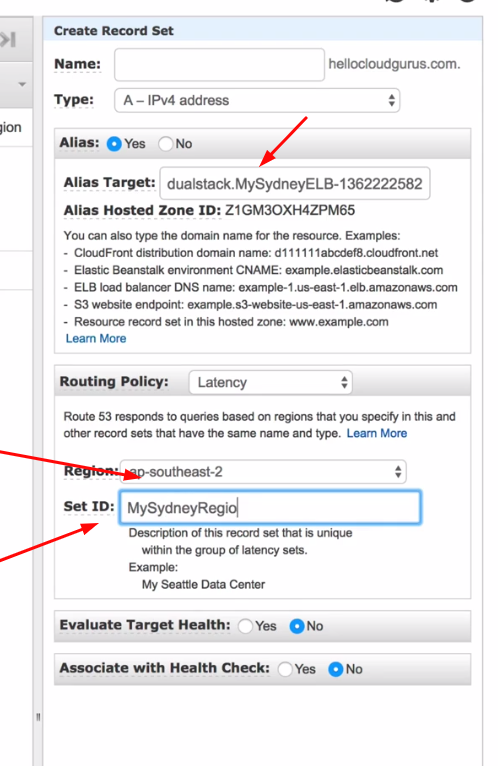 Create Record Set
Name: hellocloudgurus.com.
Type: A – IPv4 address
gion
Alias: Yes No
Alias Target: dualstack.MySydneyELB-1362222582
Alias Hosted Zone ID: Z1GM3OXH4ZPM65
You can also type the domain name for the resource. Examples:
- CloudFront distribution domain name: d111111abcdef8.cloudfront.net
- Elastic Beanstalk environment CNAME: example.elasticbeanstalk.com
- ELB load balancer DNS name: example-1.us-east-1.elb.amazonaws.com
- S3 website endpoint: example.s3-website-us-east-1.amazonaws.com
- Resource record set in this hosted zone: www.example.com
Learn More
Routing Policy: Latency
Route 53 responds to queries based on regions that you specify in this and
other record sets that have the same name and type. Learn More
Region: ap-southeast-2
Set ID: MySydneyRegio
Description of this record set that is unique
within the group of latency sets.
Example:
My Seattle Data Center
Evaluate Target Health: Yes No
Associate with Health Check: Yes No